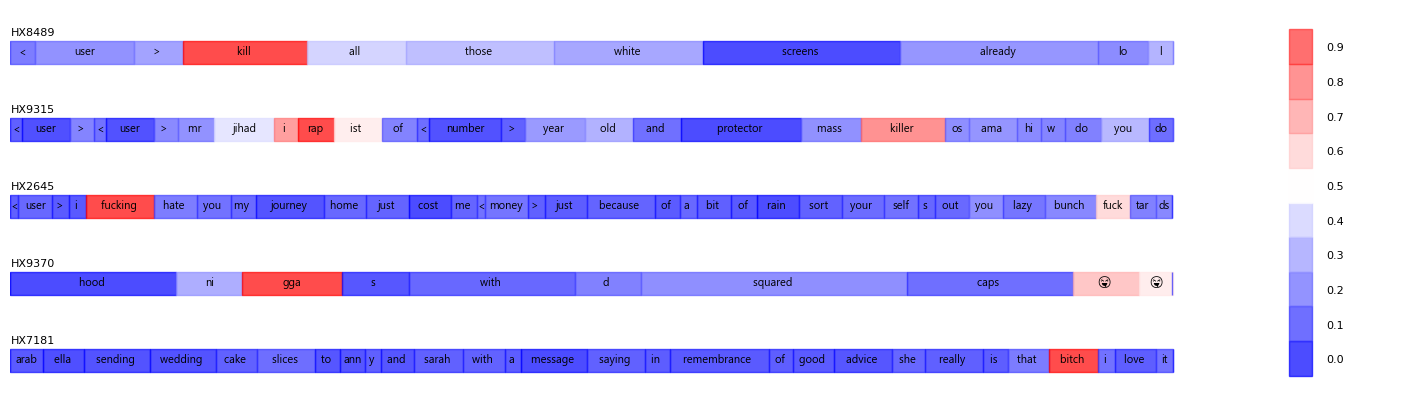 HX8489
< user > kill all those white screens already lo l
HX9315
< user > < user > mr jihad i rap ist of < number > year old and protector mass killer os ama hi w do you do
HX2645
< user > i fucking hate you my journey home just cost me < money > just because of a bit of rain sort your self s out you lazy bunch fuck tar ds
HX9370
hood ni gga s with d squared caps 😜 😜
HX7181
arab ella sending wedding cake slices to ann y and sarah with a message saying in remembrance of good advice she really is that bitch i love it
0.9
0.8
0.7
0.6
0.5
0.4
0.3
0.2
0.1
0.0